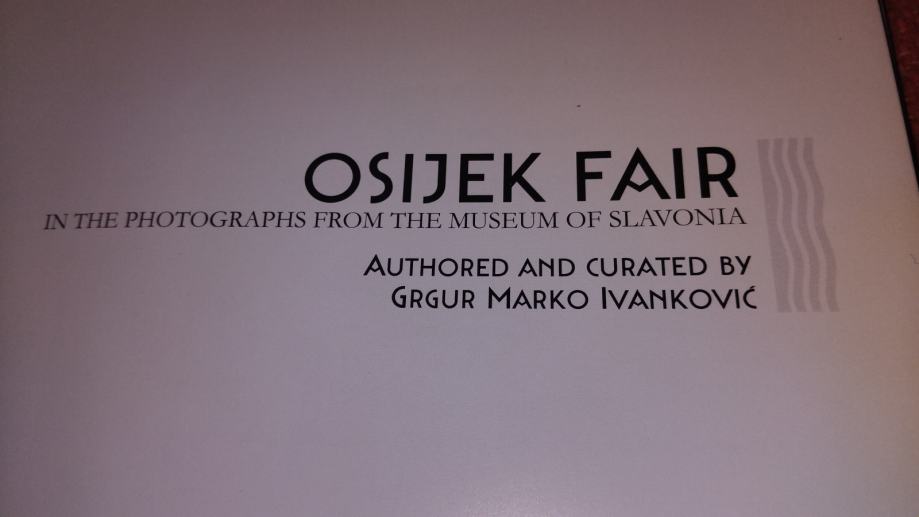 OSIJEK FAIR
IN THE PHOTOGRAPHS FROM THE MUSEUM OF SLAVONIA
AUTHORED AND CURATED BY
GRGUR MARKO IVANKOVIĆ